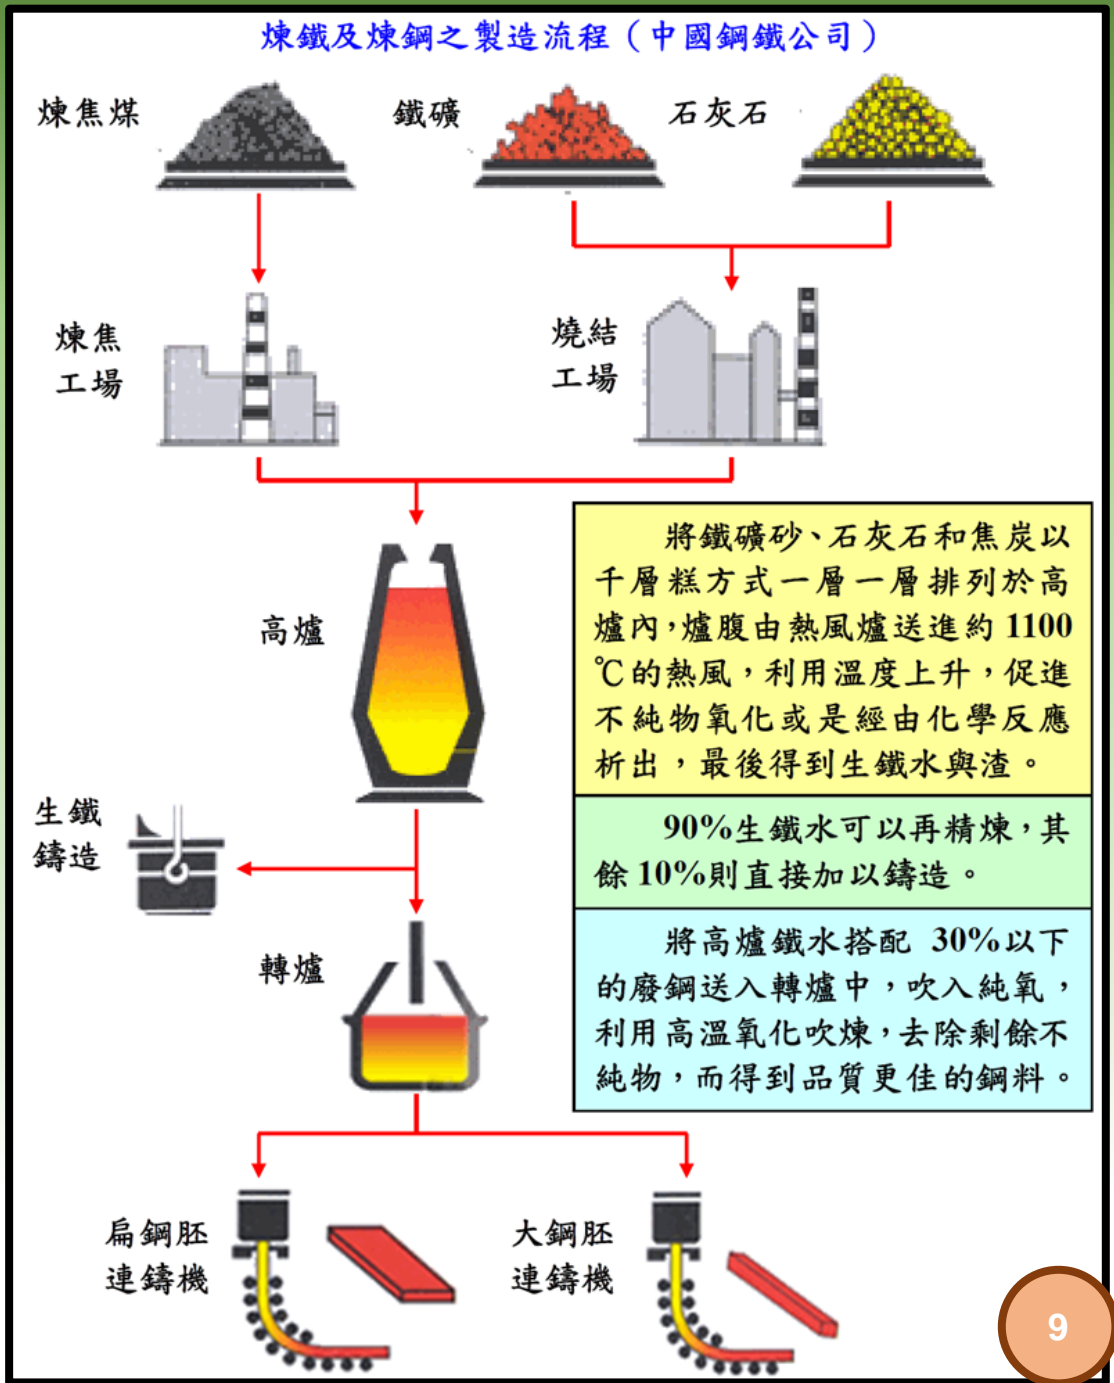 煉鐵及煉鋼之製造流程（中國鋼鐵公司）
煉焦煤
鐵礦
石灰石
煉焦
工場
燒結
工場
高爐
將鐵礦砂、石灰石和焦炭以
千層糕方式一層一層排列於高
爐內，爐腹由熱風爐送進約 1100
℃的熱風，利用溫度上升，促進
不純物氧化或是經由化學反應
析出，最後得到生鐵水與渣。
90%生鐵水可以再精煉，其
餘 10%則直接加以鑄造。
將高爐鐵水搭配 30%以下
的廢鋼送入轉爐中，吹入純氧，
利用高溫氧化吹煉，去除剩餘不
純物，而得到品質更佳的鋼料。
生鐵
鑄造
轉爐
扁鋼胚
連鑄機
大鋼胚
連鑄機
9